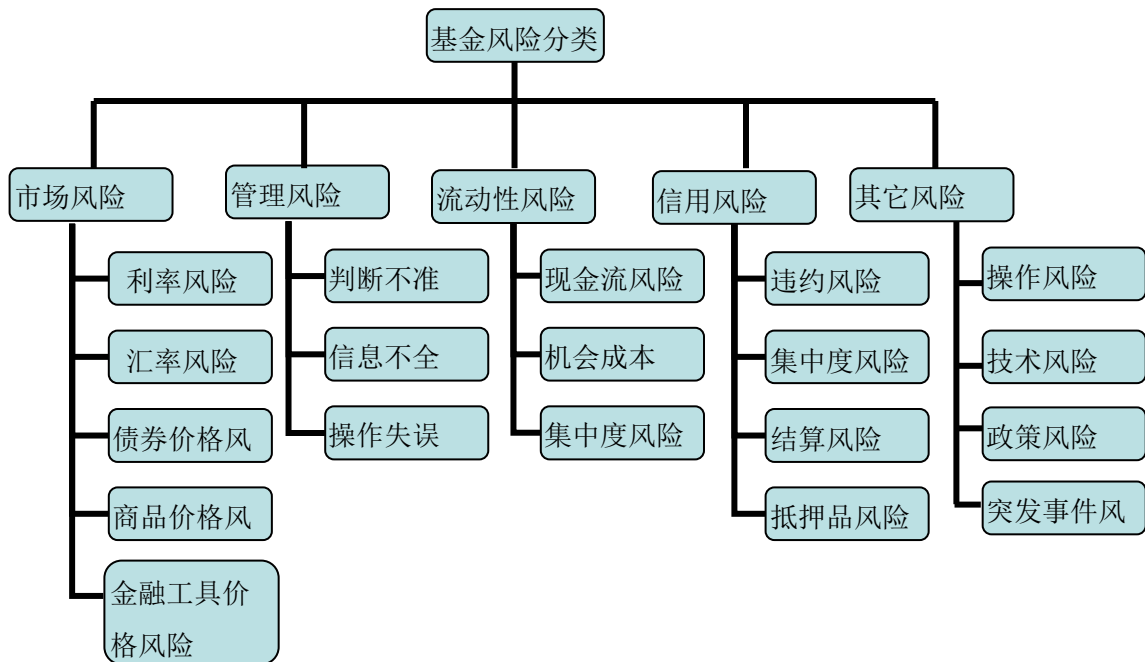 基金风险分类
市场风险
管理风险
流动性风险
信用风险
其它风险
利率风险
汇率风险
债券价格风
商品价格风
金融工具价
格风险
判断不准
信息不全
操作失误
现金流风险
机会成本
集中度风险
违约风险
集中度风险
结算风险
抵押品风险
操作风险
技术风险
政策风险
突发事件风